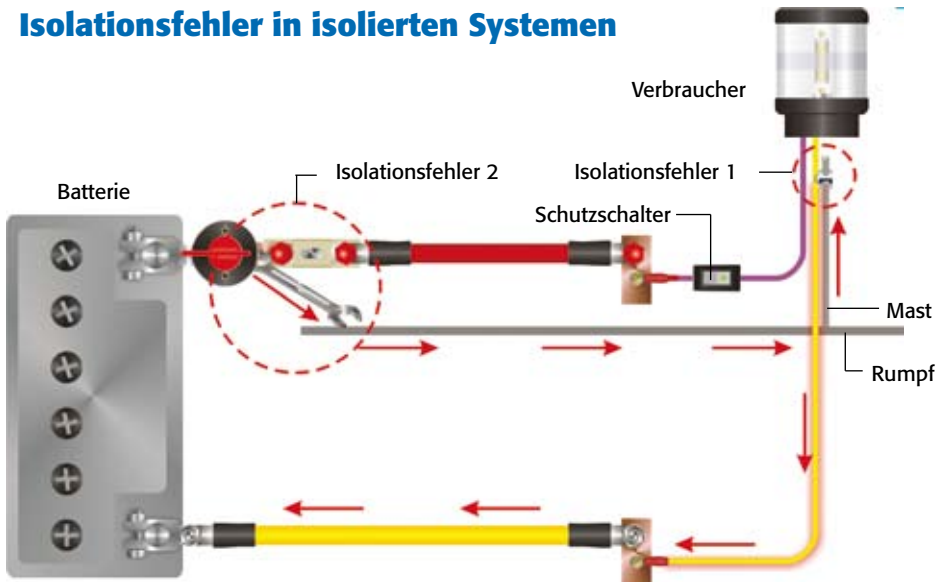 Isolationsfehler in isolierten Systemen
Verbraucher
Isolationsfehler 2
Isolationsfehler 1
Batterie
Schutzschalter
Mast
Rumpf